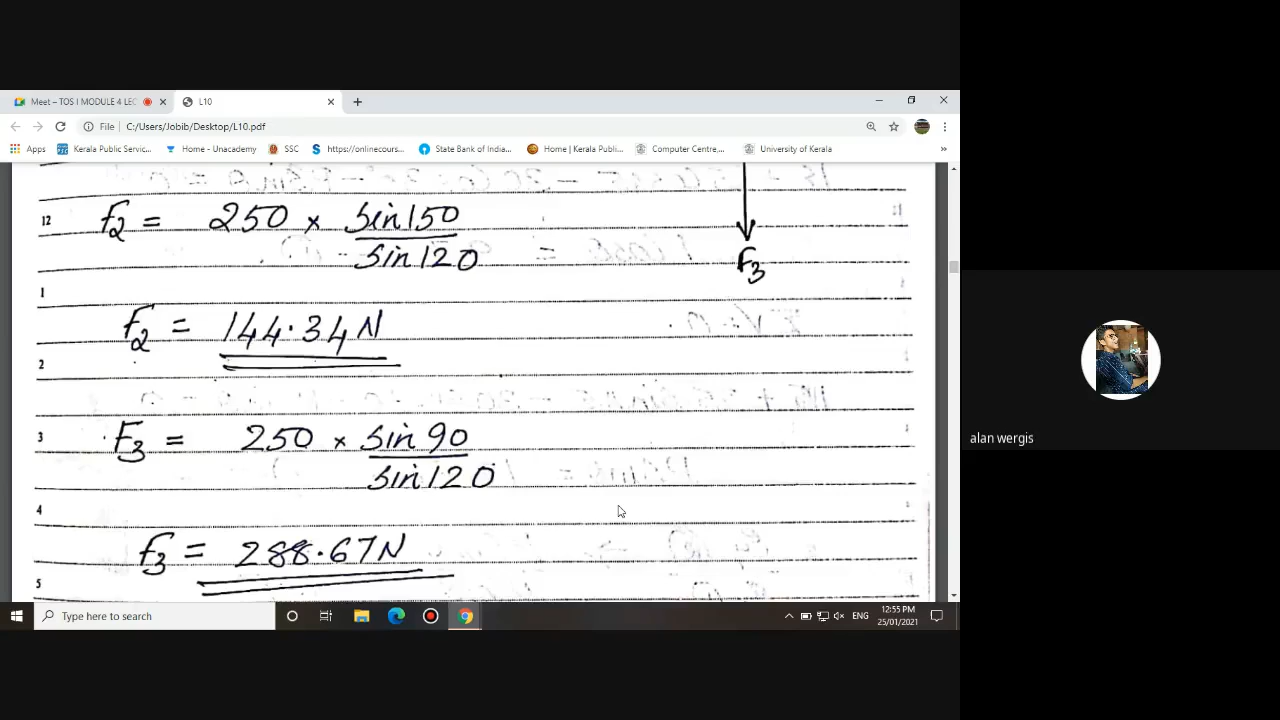 Meet – TOS I MODULE 4 LEC
L10
File C:/Users/Jobib/Desktop/L10.pdf
Apps Kerala Public Servic... Home - Unacademy SSC https://onlinecours... State Bank of India,... Home | Kerala Publi... Computer Centre,... University of Kerala »
12 f2 = 250 × sin150
sin120
F3
1
f2 = 144.34N
2
3 F3 = 250 × sin90
sin120
4
f3 = 288.67N
5
alan wergis
Type here to search
ENG
12:55 PM
25/01/2021